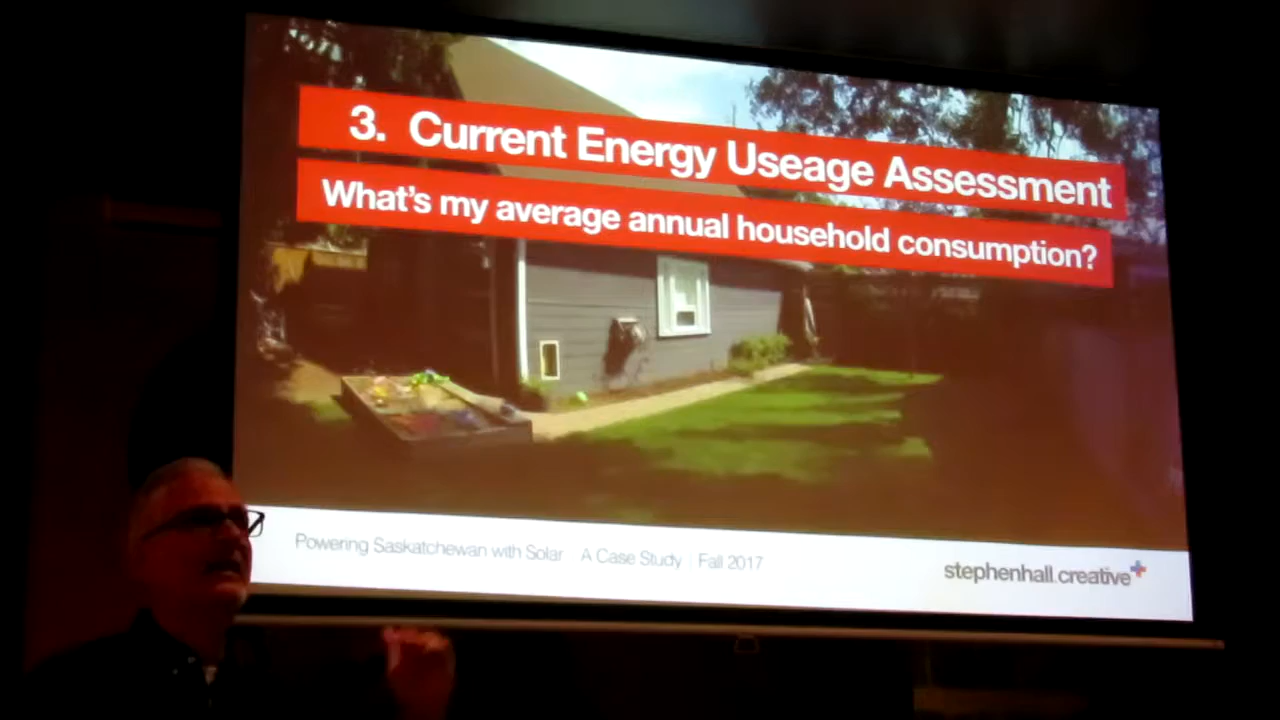 3. Current Energy Useage Assessment
What's my average annual household consumption?
Powering Saskatchewan with Solar A Case Study | Fall 2017
stephenhall.creative+